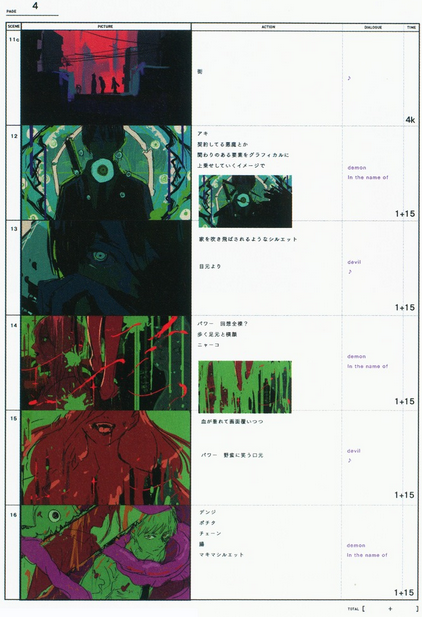 PAGE 4
SCENE PICTURE ACTION DIALOGUE TIME
11c
街
♪
4k
12
アキ
契約してる悪魔とか
関わりのある要素をグラフィカルに
上乗せしていくイメージで
demon
In the name of
1+15
13
家を吹き飛ばされるようなシルエット
目元より
devil
♪
1+15
14
パワー 回想全裸?
歩く足元と横顔
ニャーコ
demon
In the name of
1+15
15
血が垂れて画面覆いつつ
パワー 野蛮に笑う口元
devil
♪
1+15
16
デンジ
ポチタ
チェーン
腸
マキマシルエット
demon
In the name of
1+15
TOTAL [ + ]